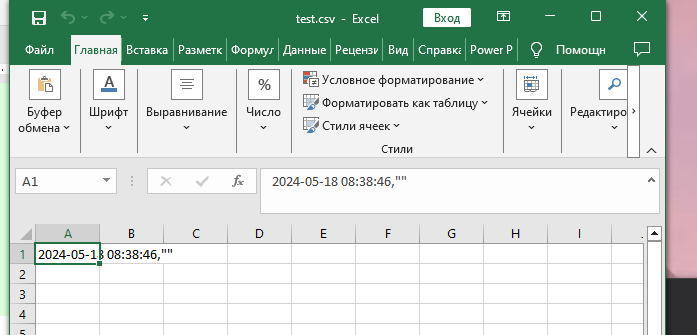 test.csv - Excel
Вход
Файл Главная Вставка Разметк Формул Данные Рецензи Вид Справка Power P Помощн
Буфер обмена
Шрифт
Выравнивание
%
Число
Условное форматирование
Форматировать как таблицу
Стили ячеек
Стили
Ячейки
Редактиро
A1
fx
2024-05-18 08:38:46,""
A B C D E F G H I
1 2024-05-18 08:38:46,""
2
3
4
5